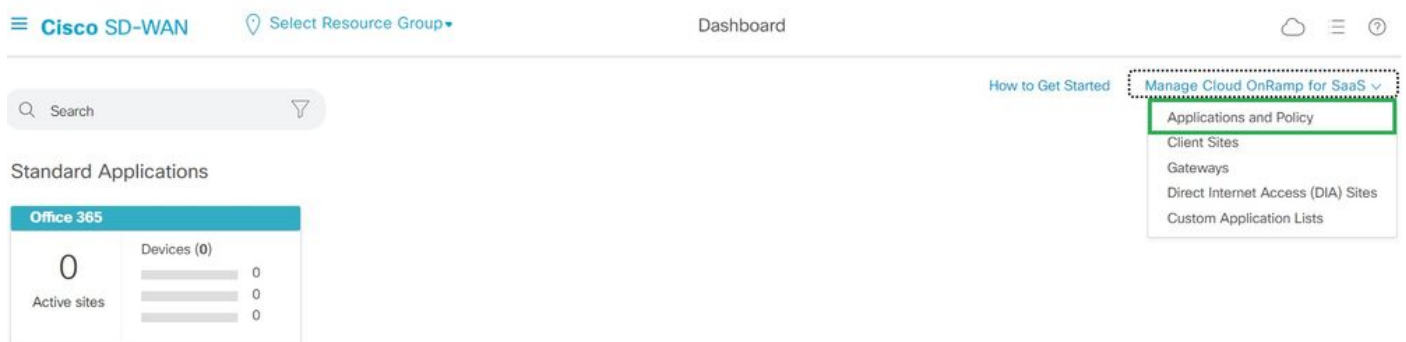 Cisco SD-WAN
Select Resource Group
Dashboard
How to Get Started
Manage Cloud OnRamp for SaaS
Search
Applications and Policy
Client Sites
Gateways
Direct Internet Access (DIA) Sites
Custom Application Lists
Standard Applications
Office 365
Devices (0)
0
Active sites
0
0
0